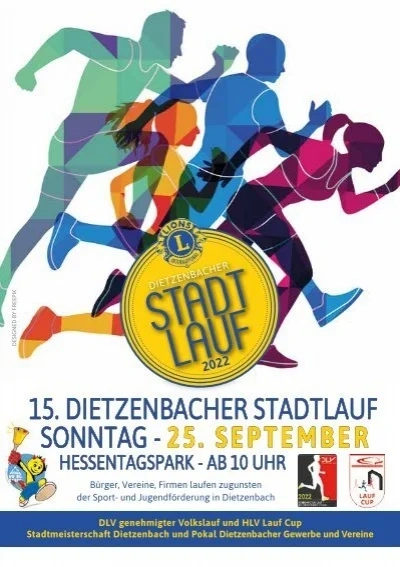 LIONS
L
INTERNATIONAL
DIETZENBACHER
STADT
LAUF
2022
DESIGNED BY FREEPIK
15. DIETZENBACHER STADTLAUF
SONNTAG - 25. SEPTEMBER
HESSENTAGSPARK - AB 10 UHR
Bürger, Vereine, Firmen laufen zugunsten
der Sport- und Jugendförderung in Dietzenbach
DLV
2022
LAUF
CUP
DLV genehmigter Volkslauf und HLV Lauf Cup
Stadtmeisterschaft Dietzenbach und Pokal Dietzenbacher Gewerbe und Vereine